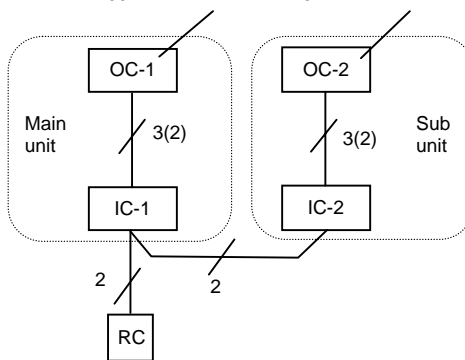 OC-1
OC-2
Main
unit
3(2)
3(2)
Sub
unit
IC-1
IC-2
2
2
RC